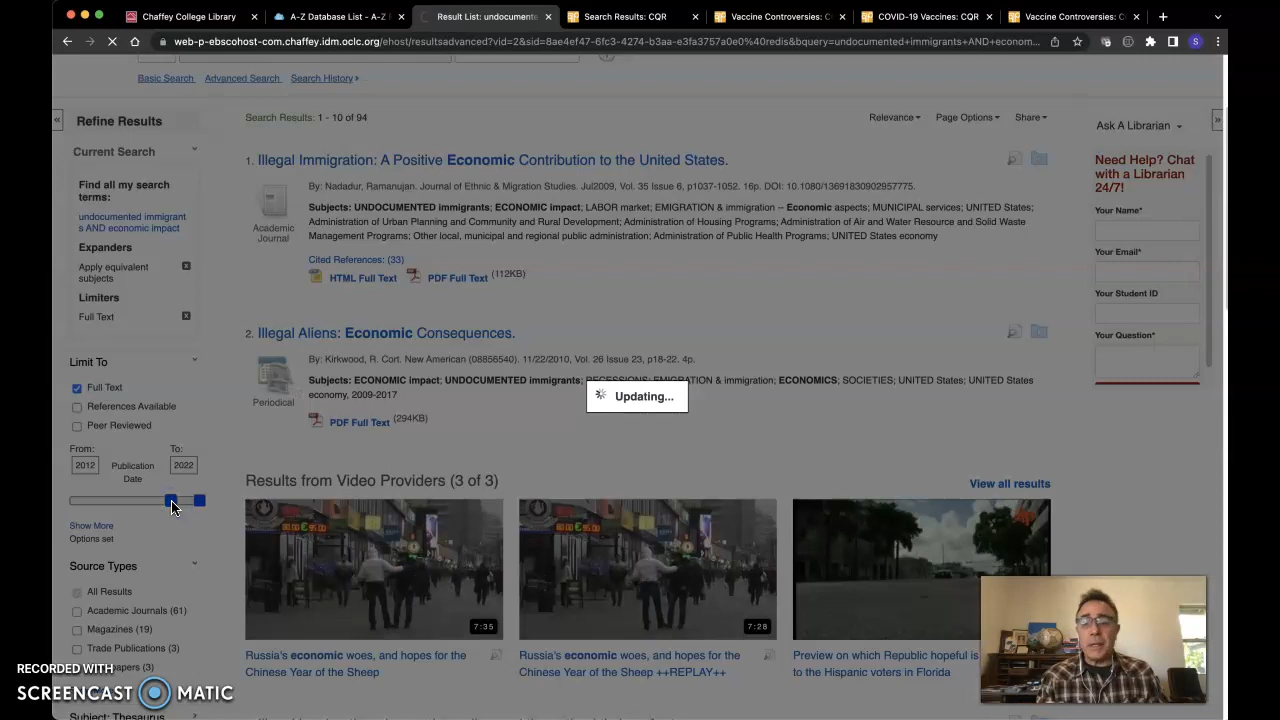 Chaffey College Library
A-Z Database List - A-Z
Result List: undocumente
Search Results: CQR
Vaccine Controversies: C
COVID-19 Vaccines: CQR
Vaccine Controversies: C
web-p-ebscohost-com.chaffey.idm.oclc.org/ehost/resultsadvanced?vid=2&sid=8ae4ef47-6fc3-4274-b3aa-e3fa3757a0e0%40redis&bquery=undocumented+immigrants+AND+econom...
S
Basic Search Advanced Search Search History
Refine Results
Current Search
Find all my search
terms:
undocumented immigrant
s AND economic impact
Expanders
Apply equivalent
subjects
Limiters
Full Text
Limit To
Full Text
References Available
Peer Reviewed
From: To:
2012 Publication 2022
Date
Show More
Options set
Source Types
All Results
Academic Journals (61)
Magazines (19)
Trade Publications (3)
apers (3)
Subject: Thesaurus
Search Results: 1 - 10 of 94
Relevance Page Options Share
1. Illegal Immigration: A Positive Economic Contribution to the United States.
Academic
Journal
By: Nadadur, Ramanujan. Journal of Ethnic & Migration Studies. Jul2009, Vol. 35 Issue 6, p1037-1052. 16p. DOI: 10.1080/13691830902957775.
Subjects: UNDOCUMENTED immigrants; ECONOMIC impact; LABOR market; EMIGRATION & immigration -- Economic aspects; MUNICIPAL services; UNITED States;
Administration of Urban Planning and Community and Rural Development; Administration of Housing Programs; Administration of Air and Water Resource and Solid Waste
Management Programs; Other local, municipal and regional public administration; Administration of Public Health Programs; UNITED States economy
Cited References: (33)
HTML Full Text PDF Full Text (112KB)
2. Illegal Aliens: Economic Consequences.
Periodical
By: Kirkwood, R. Cort. New American (08856540). 11/22/2010, Vol. 26 Issue 23, p18-22. 4p.
Subjects: ECONOMIC impact; UNDOCUMENTED immigrants; RECESSIONS; EMIGRATION & immigration; ECONOMICS; SOCIETIES; UNITED States; UNITED States
economy, 2009-2017
PDF Full Text (294KB)
Updating...
Results from Video Providers (3 of 3)
View all results
7:35
7:28
Russia's economic woes, and hopes for the
Chinese Year of the Sheep
Russia's economic woes, and hopes for the
Chinese Year of the Sheep ++REPLAY++
Preview on which Republic hopeful is
to the Hispanic voters in Florida
Ask A Librarian
Need Help? Chat
with a Librarian
24/7!
Your Name*
Your Email*
Your Student ID
Your Question*
RECORDED WITH
SCREENCAST MATIC